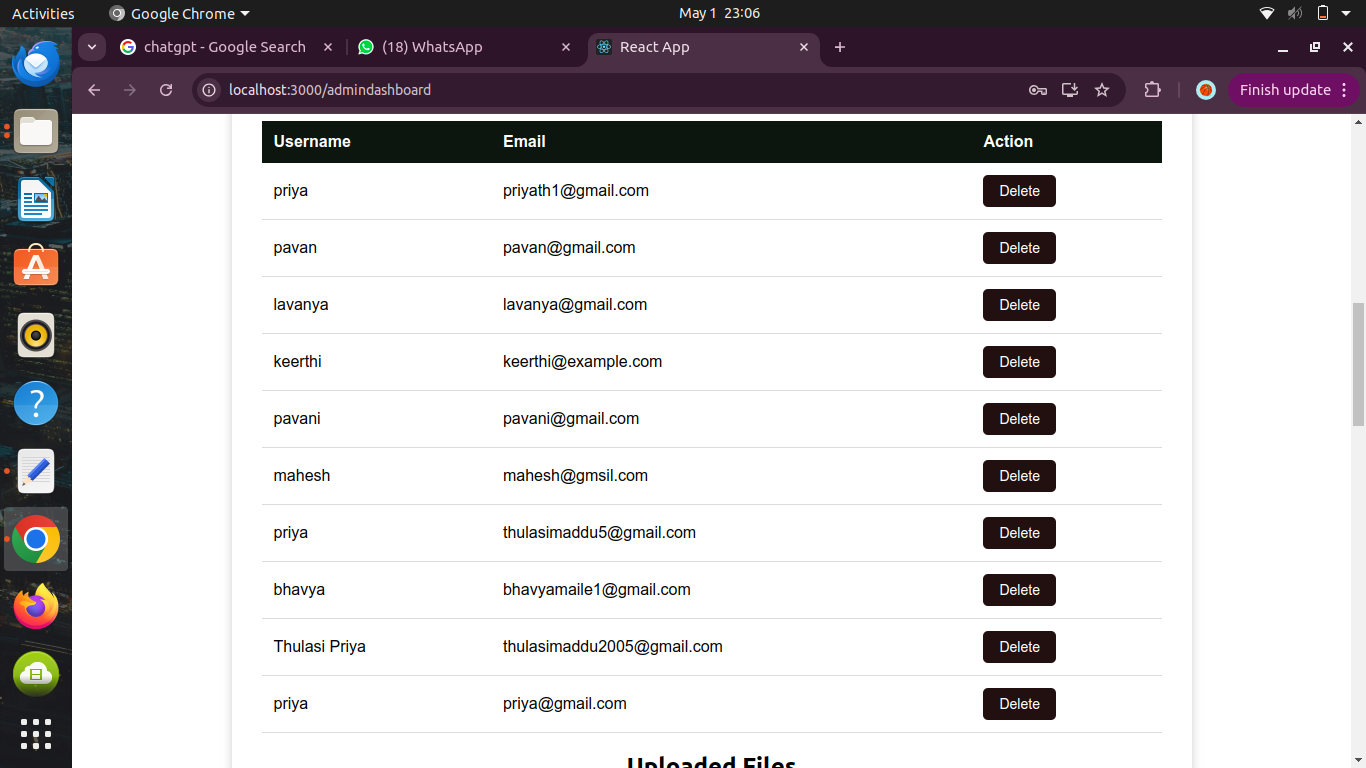 Activities Google Chrome May 1 23:06
chatgpt - Google Search (18) WhatsApp React App
localhost:3000/admindashboard Finish update
Username Email Action
priya priyath1@gmail.com Delete
pavan pavan@gmail.com Delete
lavanya lavanya@gmail.com Delete
keerthi keerthi@example.com Delete
pavani pavani@gmail.com Delete
mahesh mahesh@gmsil.com Delete
priya thulasimaddu5@gmail.com Delete
bhavya bhavyamaile1@gmail.com Delete
Thulasi Priya thulasimaddu2005@gmail.com Delete
priya priya@gmail.com Delete
Uploaded Files